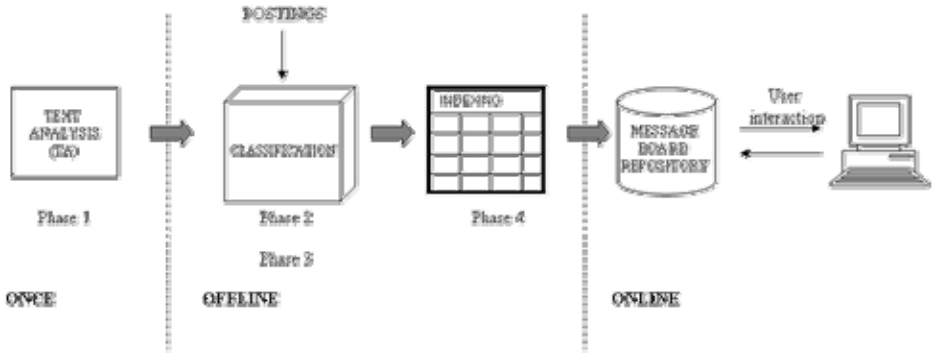 POSTINGS
TEXT
ANALYSIS
(TA)
Phase 1
CLASSIFICATION
Phase 2
Phase 3
INDEXING
Phase 4
MESSAGE
BOARD
REPOSITORY
User
interaction
ONCE
OFFLINE
ONLINE